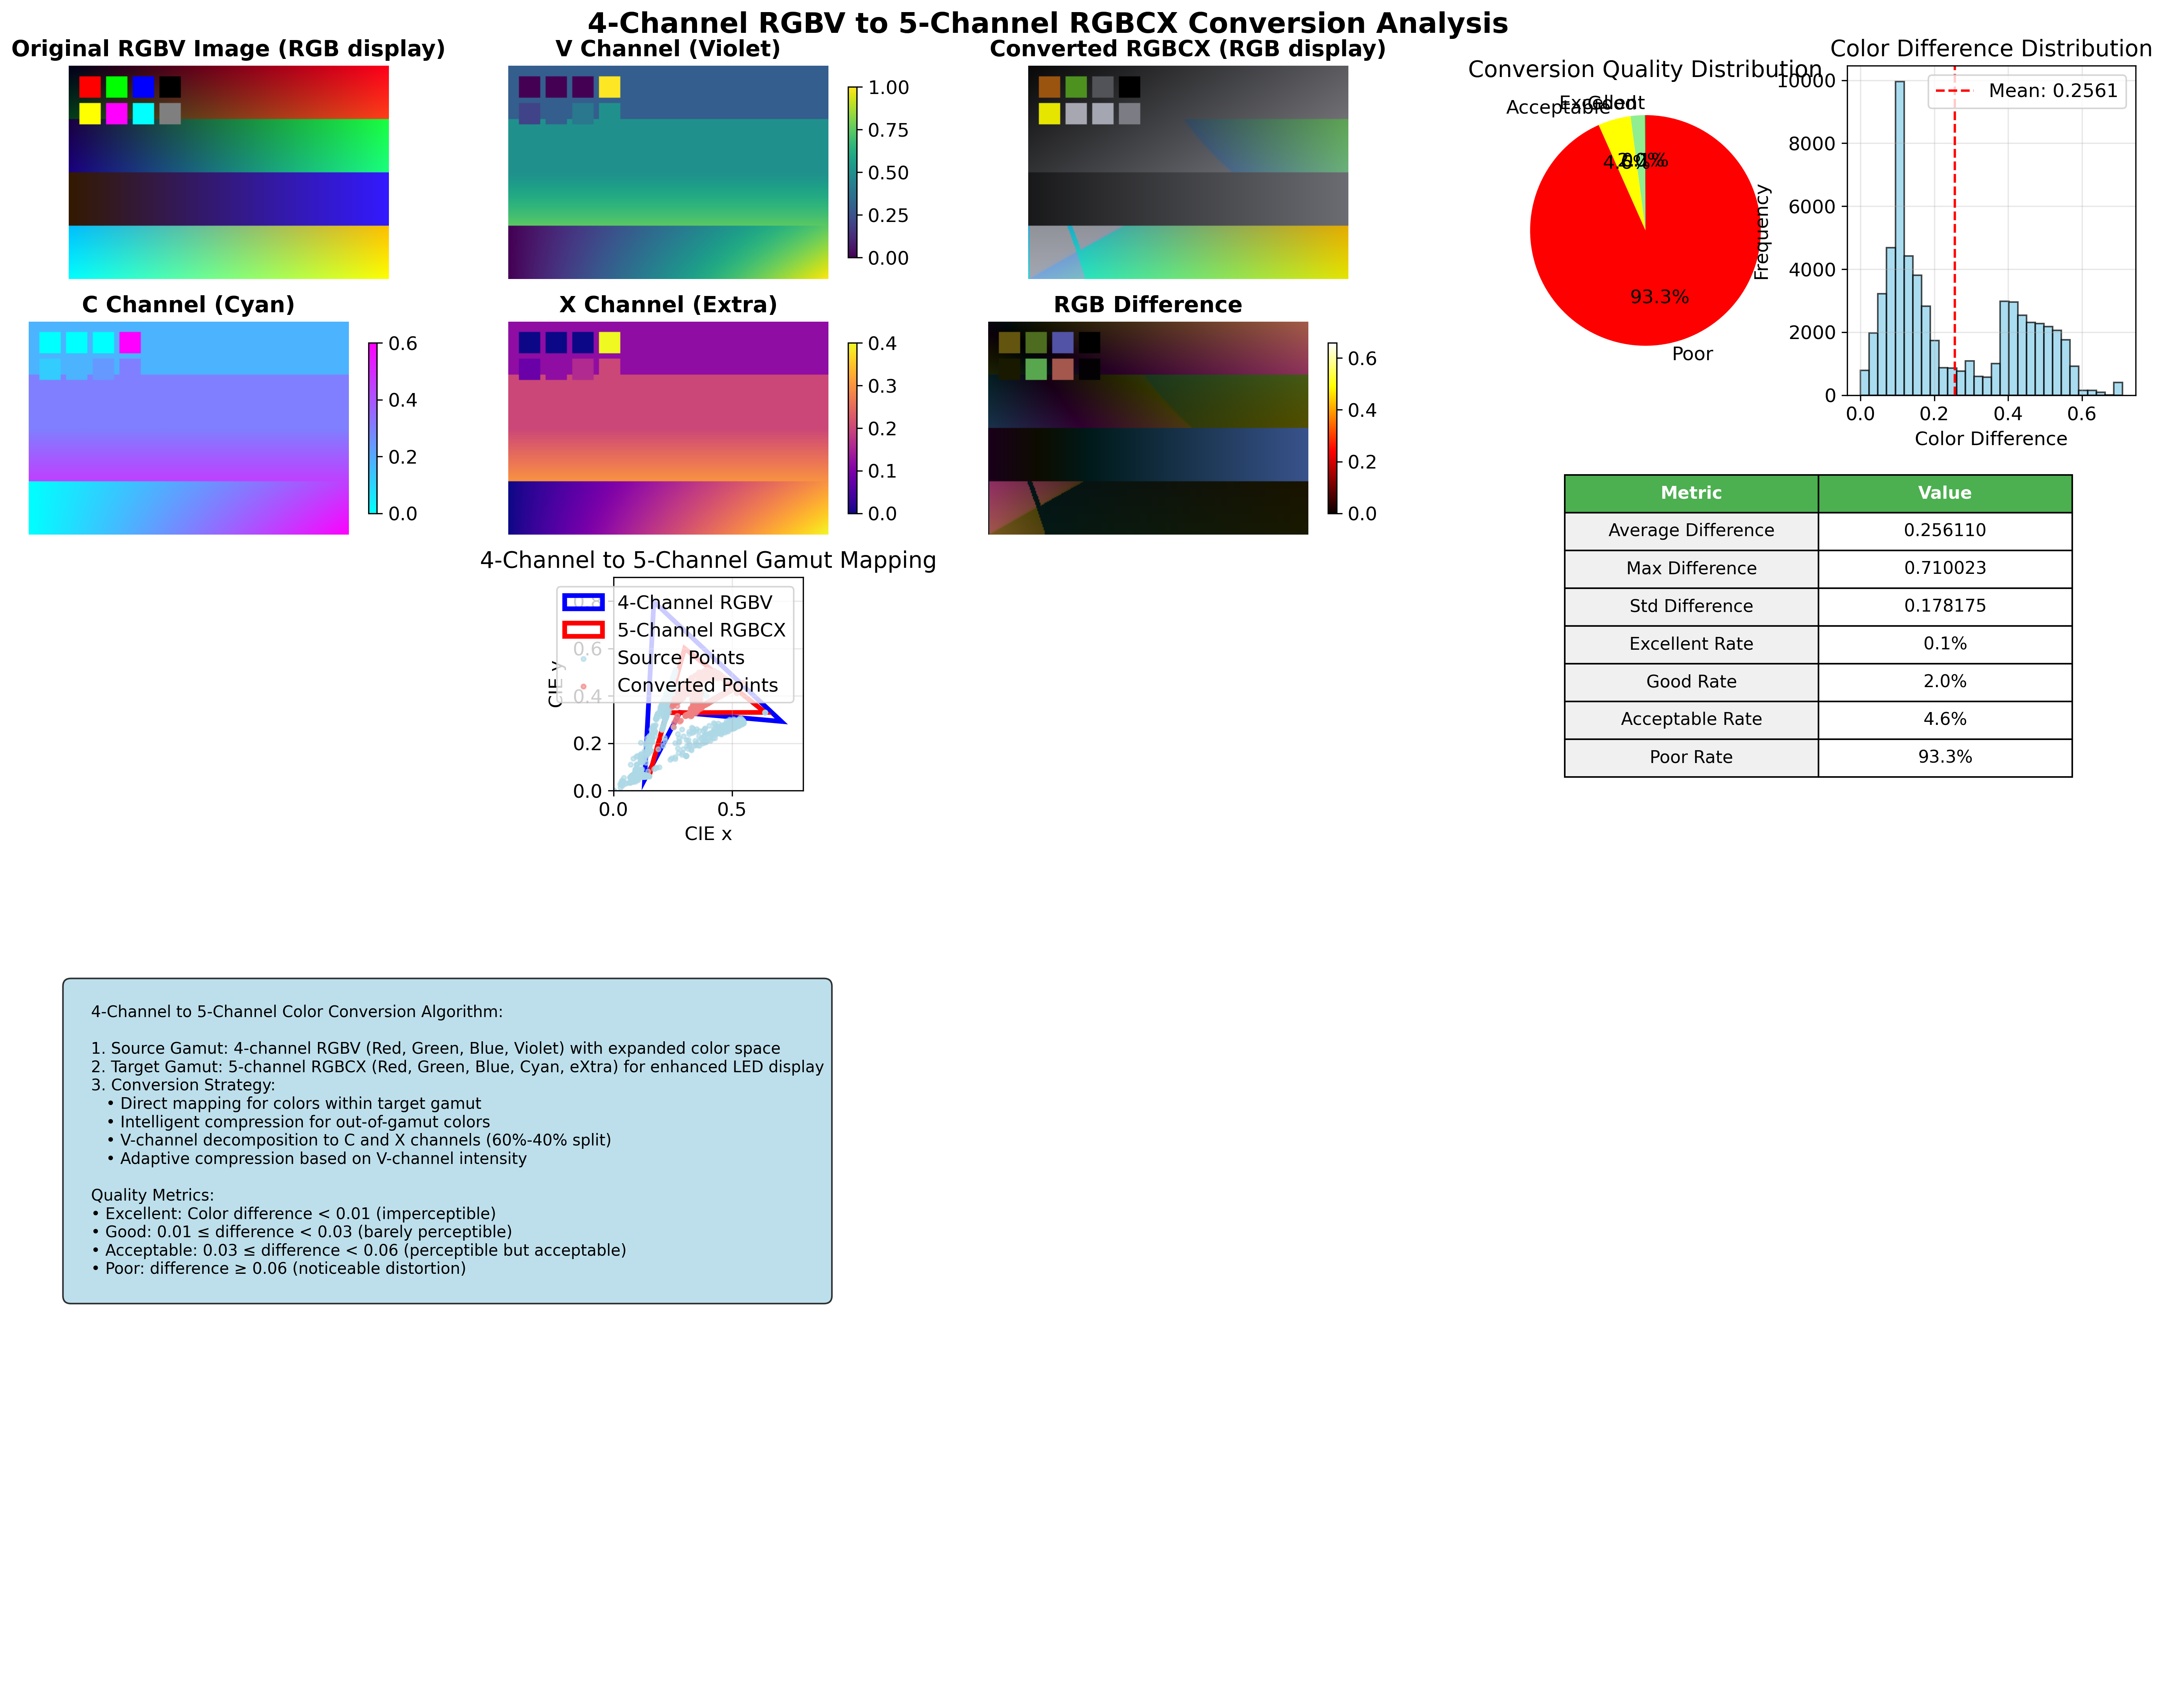 4-Channel RGBV to 5-Channel RGBCX Conversion Analysis
Original RGBV Image (RGB display)
V Channel (Violet)
1.00
0.75
0.50
0.25
0.00
Converted RGBCX (RGB display)
Conversion Quality Distribution
Acceptable
Excellent
Good
4.6%
2.0%
93.3%
Poor
Color Difference Distribution
Mean: 0.2561
10000
8000
6000
4000
2000
0
Frequency
0.0 0.2 0.4 0.6
Color Difference
C Channel (Cyan)
0.6
0.4
0.2
0.0
X Channel (Extra)
0.4
0.3
0.2
0.1
0.0
RGB Difference
0.6
0.4
0.2
0.0
Metric Value
Average Difference 0.256110
Max Difference 0.710023
Std Difference 0.178175
Excellent Rate 0.1%
Good Rate 2.0%
Acceptable Rate 4.6%
Poor Rate 93.3%
4-Channel to 5-Channel Gamut Mapping
4-Channel RGBV
5-Channel RGBCX
Source Points
Converted Points
0.8
0.6
0.4
0.2
0.0
CIE y
0.0 0.5
CIE x
4-Channel to 5-Channel Color Conversion Algorithm:
1. Source Gamut: 4-channel RGBV (Red, Green, Blue, Violet) with expanded color space
2. Target Gamut: 5-channel RGBCX (Red, Green, Blue, Cyan, eXtra) for enhanced LED display
3. Conversion Strategy:
• Direct mapping for colors within target gamut
• Intelligent compression for out-of-gamut colors
• V-channel decomposition to C and X channels (60%-40% split)
• Adaptive compression based on V-channel intensity
Quality Metrics:
• Excellent: Color difference < 0.01 (imperceptible)
• Good: 0.01 ≤ difference < 0.03 (barely perceptible)
• Acceptable: 0.03 ≤ difference < 0.06 (perceptible but acceptable)
• Poor: difference ≥ 0.06 (noticeable distortion)